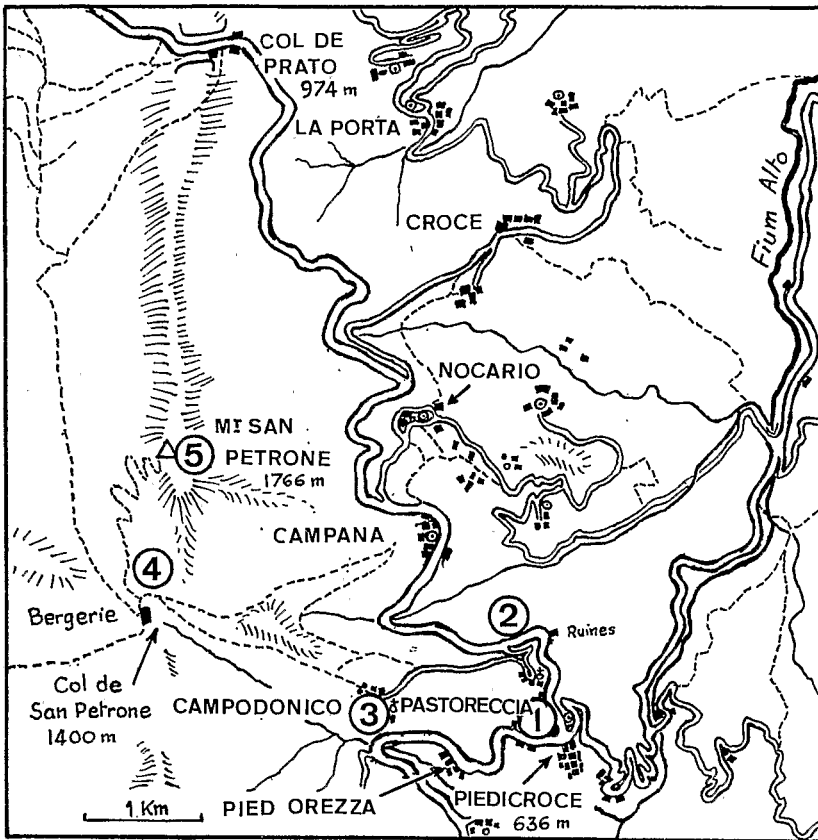 COL DE
PRATO
974 m
LA PORTA
CROCE
Fium Alto
NOCARIO
Mᵀ SAN
⑤
PETRONE
1766 m
CAMPANA
④
Bergerie
②
Ruines
Col de
San Petrone
1400 m
CAMPODONICO
③
PASTORECCIA
①
1 Km
PIED OREZZA
PIEDICROCE
636 m